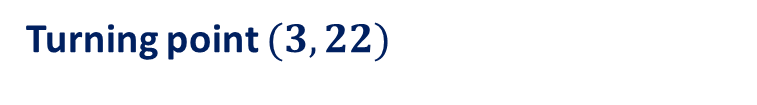 Turning point (3, 22)